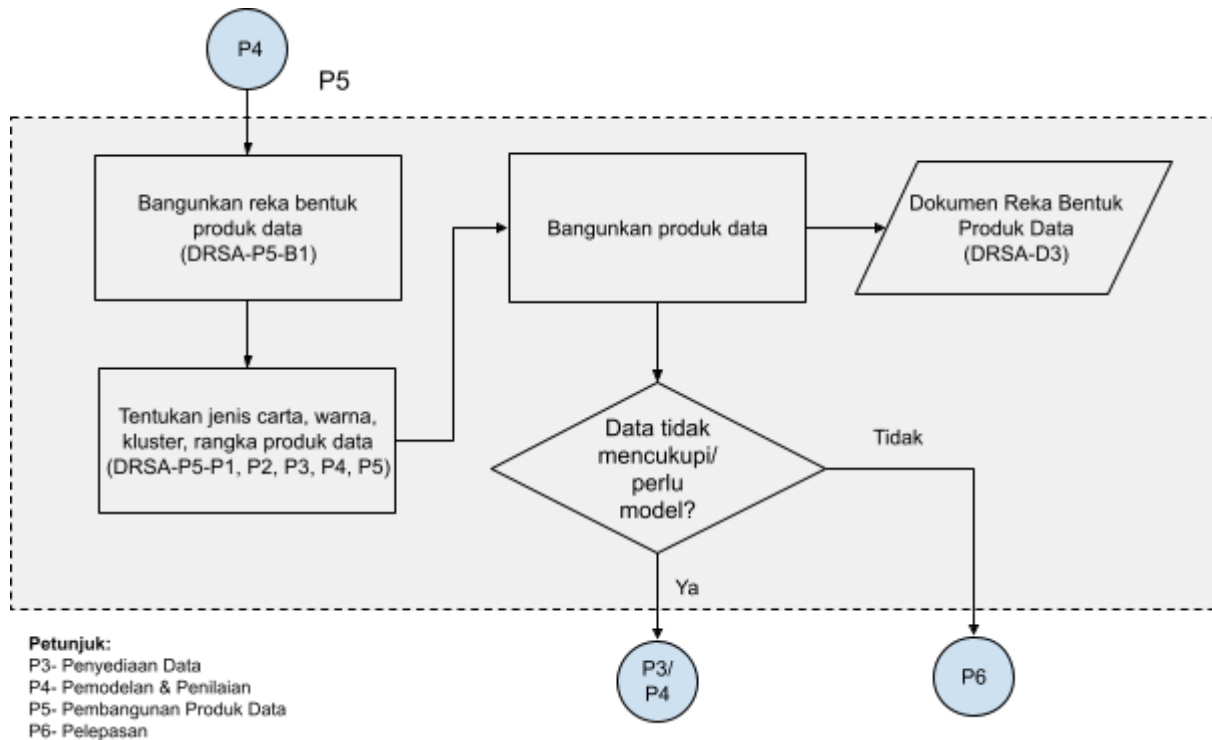 P4
P5
Bangunkan reka bentuk
produk data
(DRSA-P5-B1)
Tentukan jenis carta, warna,
kluster, rangka produk data
(DRSA-P5-P1, P2, P3, P4, P5)
Bangunkan produk data
Dokumen Reka Bentuk
Produk Data
(DRSA-D3)
Data tidak
mencukupi/
perlu
model?
Tidak
Ya
P3/
P4
P6
Petunjuk:
P3- Penyediaan Data
P4- Pemodelan & Penilaian
P5- Pembangunan Produk Data
P6- Pelepasan